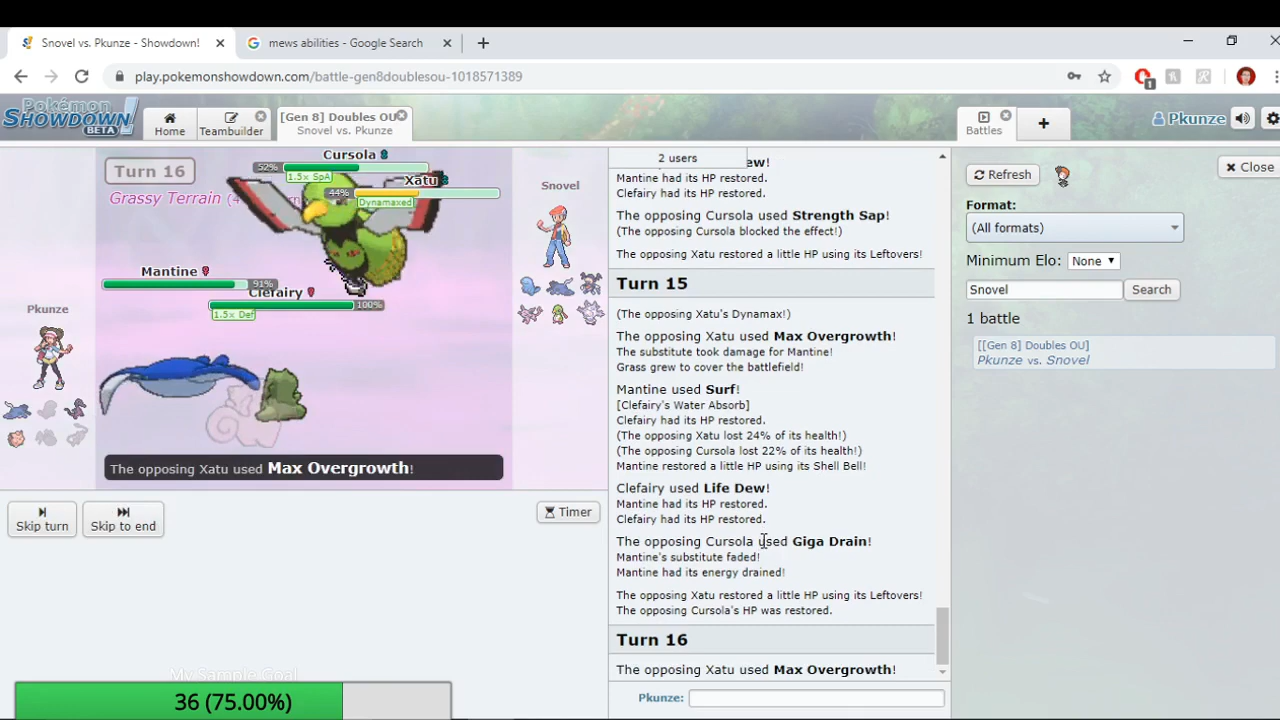 Snovel vs. Pkunze - Showdown!
mews abilities - Google Search
play.pokemonshowdown.com/battle-gen8doublesou-1018571389
1
Pokémon
Showdown!
BETA
Home
Teambuilder
[Gen 8] Doubles OU
Snovel vs. Pkunze
Battles
Pkunze
Turn 16
Grassy Terrain
Cursola
52%
1.5x SpA
Xatu
44%
Dynamaxed
Mantine
91%
Clefairy
100%
1.5x Def
Pkunze
Snovel
The opposing Xatu used Max Overgrowth!
Skip turn
Skip to end
Timer
36 (75.00%)
My Sample Goal
2 users
ew!
Mantine had its HP restored.
Clefairy had its HP restored.
The opposing Cursola used Strength Sap!
(The opposing Cursola blocked the effect!)
The opposing Xatu restored a little HP using its Leftovers!
Turn 15
(The opposing Xatu's Dynamax!)
The opposing Xatu used Max Overgrowth!
The substitute took damage for Mantine!
Grass grew to cover the battlefield!
Mantine used Surf!
[Clefairy's Water Absorb]
Clefairy had its HP restored.
(The opposing Xatu lost 24% of its health!)
(The opposing Cursola lost 22% of its health!)
Mantine restored a little HP using its Shell Bell!
Clefairy used Life Dew!
Mantine had its HP restored.
Clefairy had its HP restored.
The opposing Cursola used Giga Drain!
Mantine's substitute faded!
Mantine had its energy drained!
The opposing Xatu restored a little HP using its Leftovers!
The opposing Cursola's HP was restored.
Turn 16
The opposing Xatu used Max Overgrowth!
Pkunze:
Refresh
Close
Format:
(All formats)
Minimum Elo: None
Snovel
Search
1 battle
[[Gen 8] Doubles OU]
Pkunze vs. Snovel